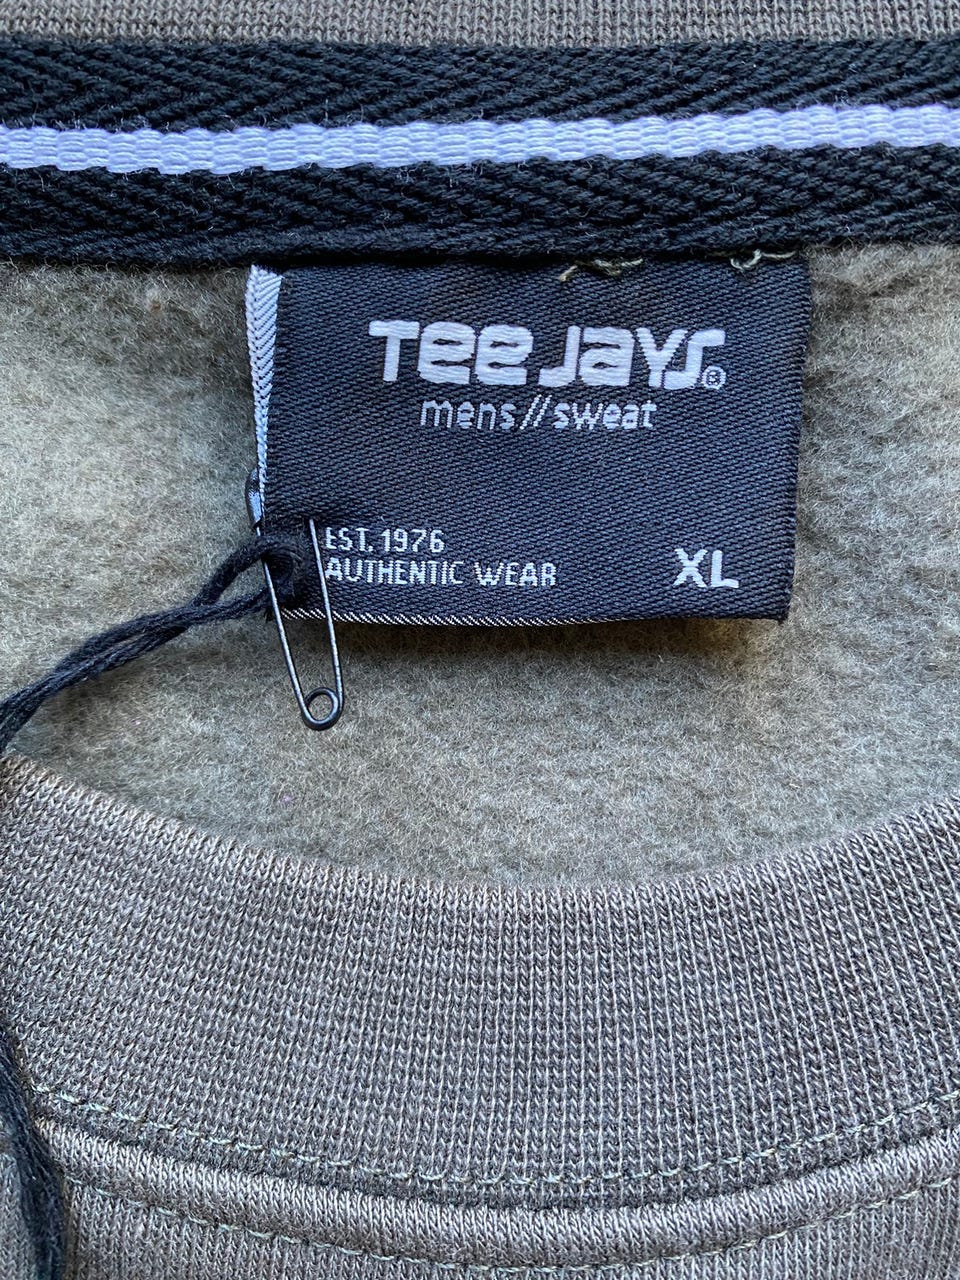 Tee Jays®
mens//sweat
EST. 1976
AUTHENTIC WEAR
XL